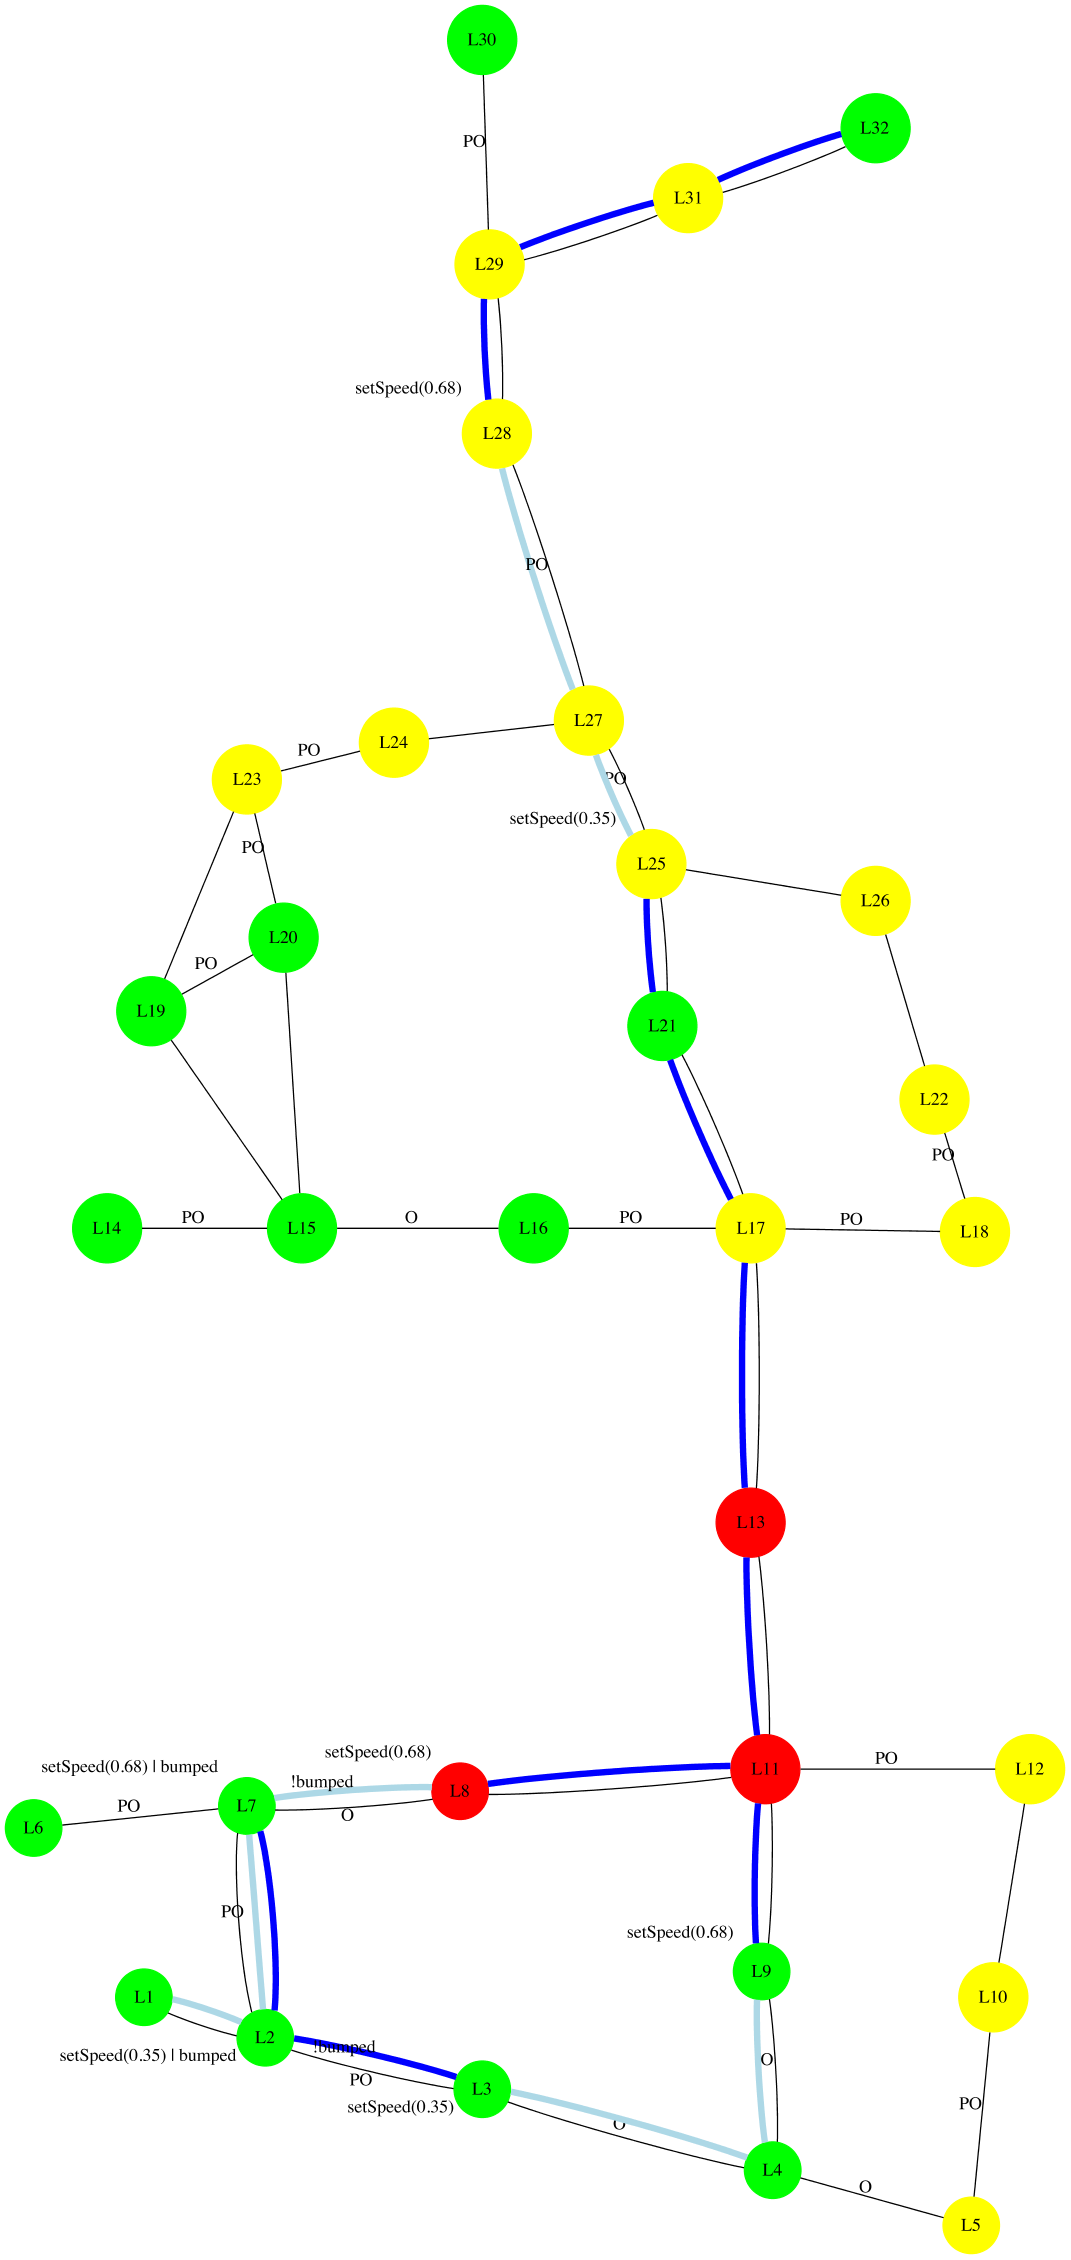 L30
L32
PO
L31
L29
setSpeed(0.68)
L28
PO
L27
L24
PO
L23
PO
setSpeed(0.35)
PO
L25
L26
L20
PO
L19
L21
L22
PO
L14
PO
L15
O
L16
PO
L17
PO
L18
L13
setSpeed(0.68)
setSpeed(0.68) | bumped
PO
L11
L12
!bumped
L8
PO
L7
O
L6
PO
setSpeed(0.68)
L9
L1
L10
L2
!bumped
setSpeed(0.35) | bumped
O
PO
L3
PO
setSpeed(0.35)
O
L4
O
L5